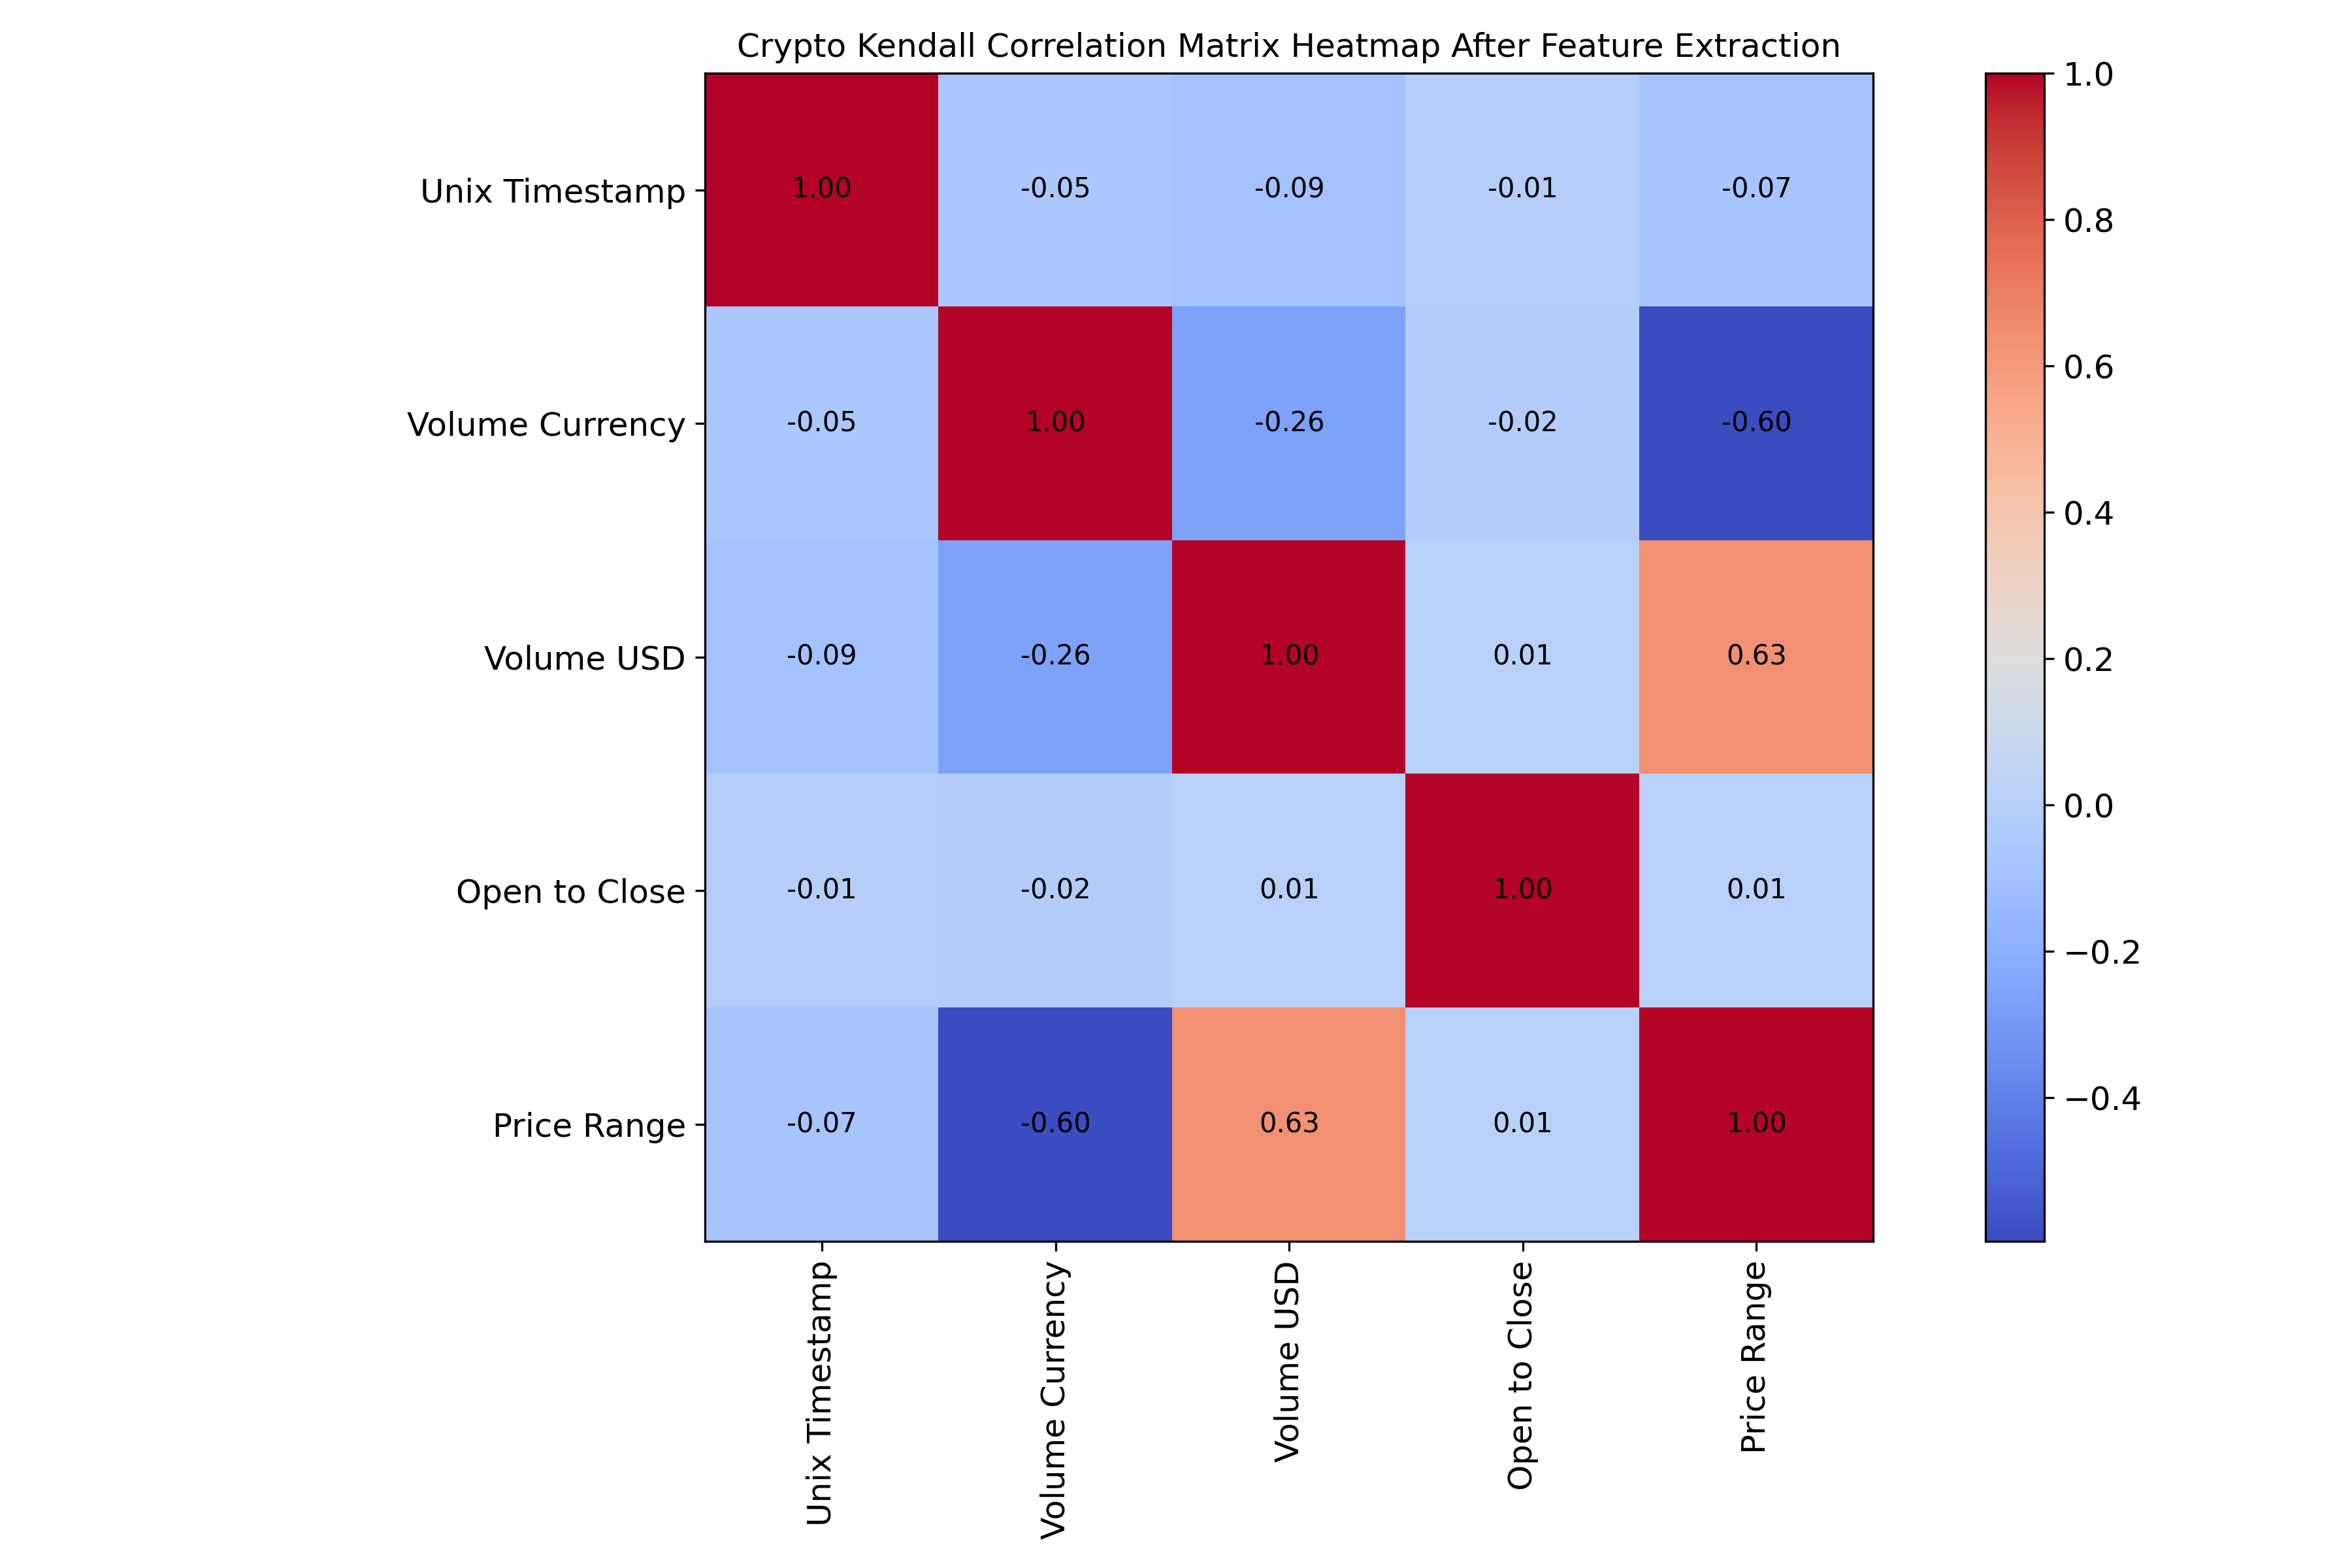 Crypto Kendall Correlation Matrix Heatmap After Feature Extraction
Unix Timestamp 1.00 -0.05 -0.09 -0.01 -0.07
Volume Currency -0.05 1.00 -0.26 -0.02 -0.60
Volume USD -0.09 -0.26 1.00 0.01 0.63
Open to Close -0.01 -0.02 0.01 1.00 0.01
Price Range -0.07 -0.60 0.63 0.01 1.00
Unix Timestamp
Volume Currency
Volume USD
Open to Close
Price Range
1.0
0.8
0.6
0.4
0.2
0.0
−0.2
−0.4